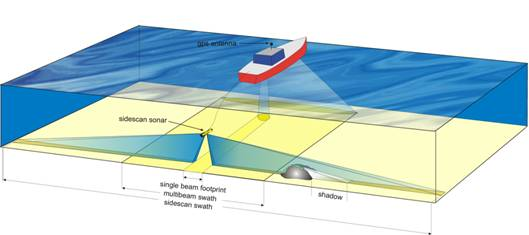 gps antenna
sidescan sonar
single beam footprint
multibeam swath
sidescan swath
shadow